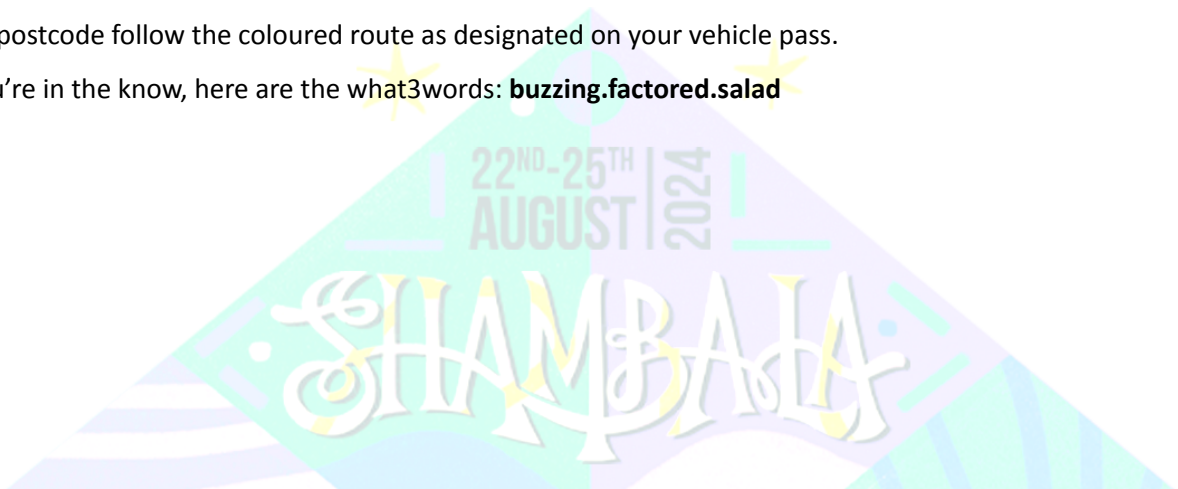 postcode follow the coloured route as designated on your vehicle pass.
u're in the know, here are the what3words: buzzing.factored.salad
22ND-25TH
AUGUST
2024
SHAMBALA